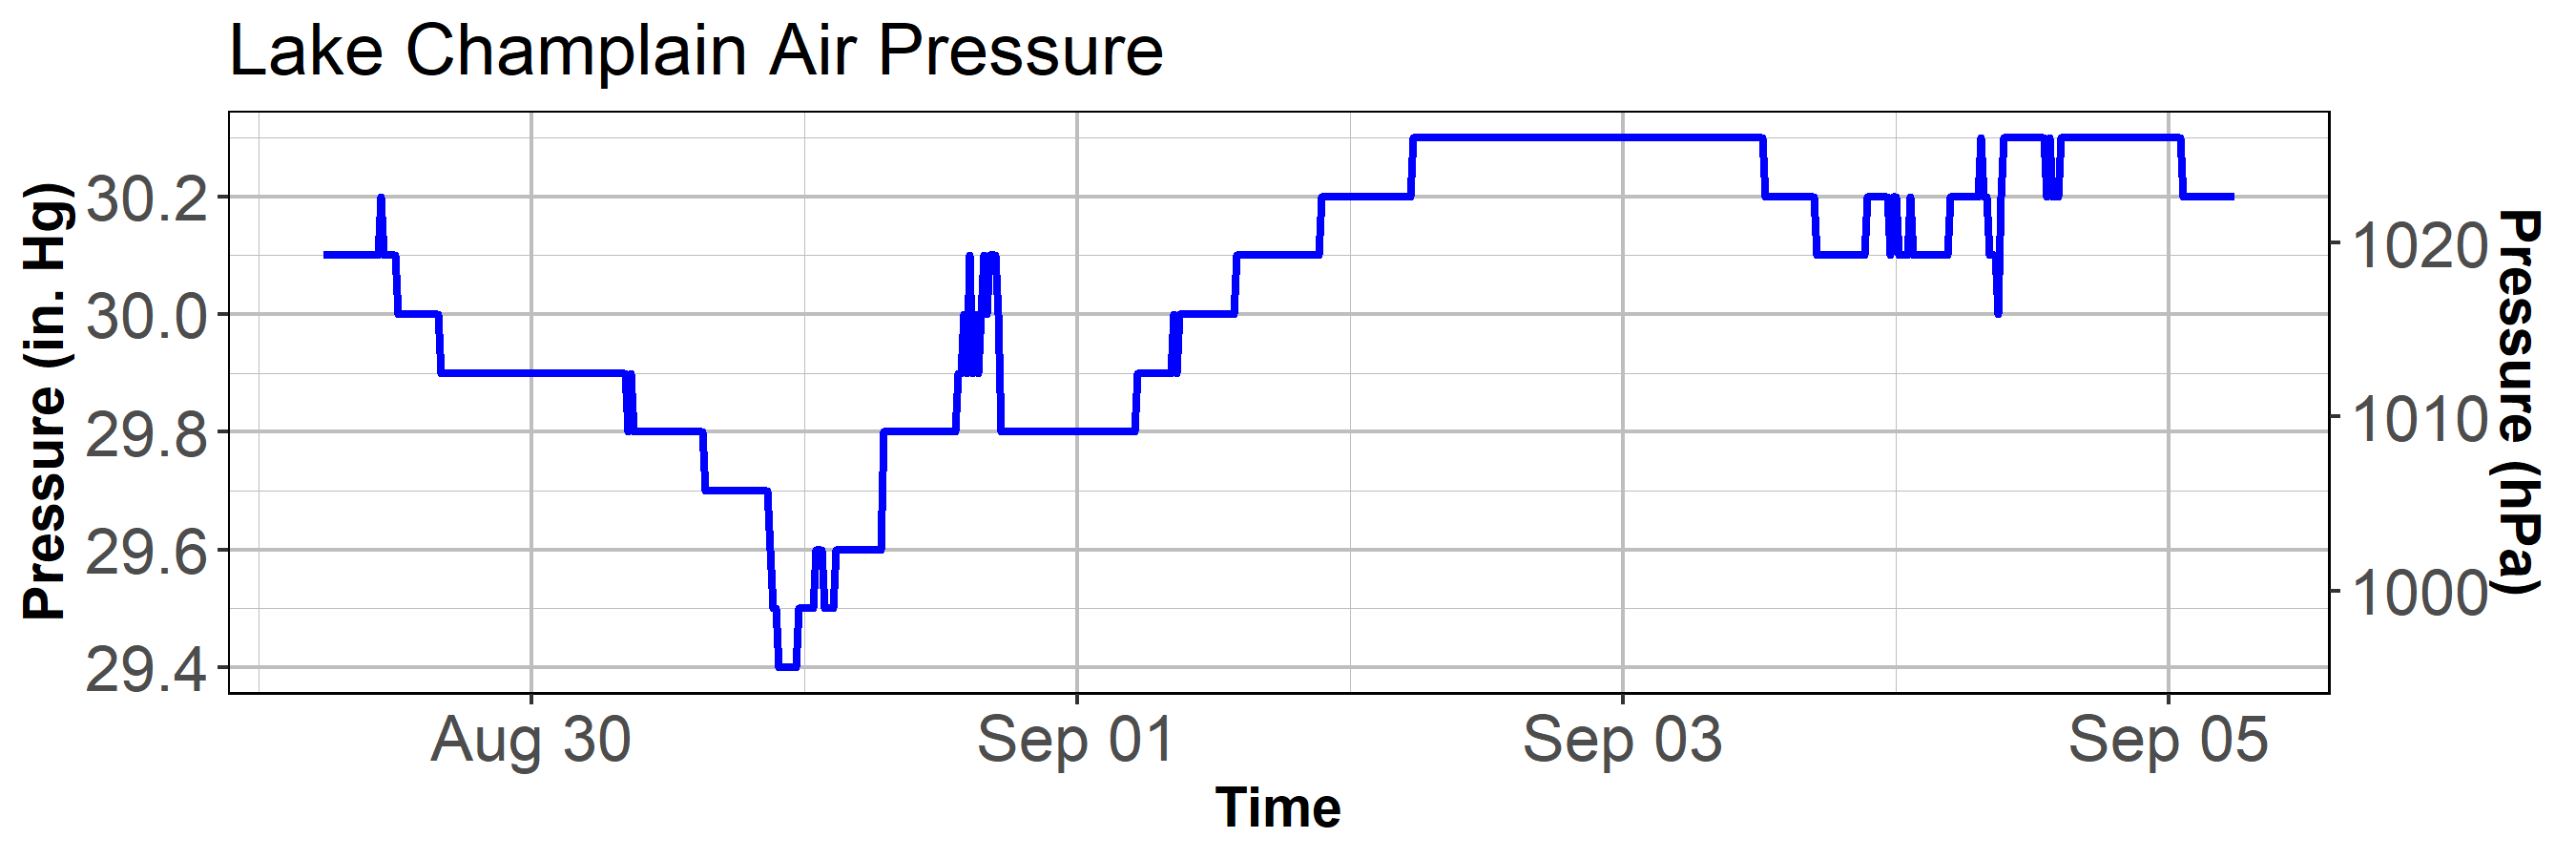 Lake Champlain Air Pressure
Pressure (in. Hg)
30.2
30.0
29.8
29.6
29.4
1020
1010
1000
Pressure (hPa)
Aug 30
Sep 01
Sep 03
Sep 05
Time